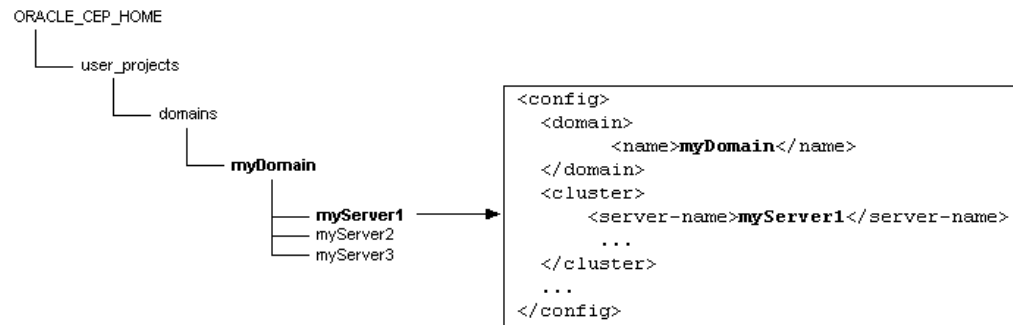 ORACLE_CEP_HOME
user_projects
domains
myDomain
myServer1
myServer2
myServer3
<config>
<domain>
<name>myDomain</name>
</domain>
<cluster>
<server-name>myServer1</server-name>
...
</cluster>
...
</config>